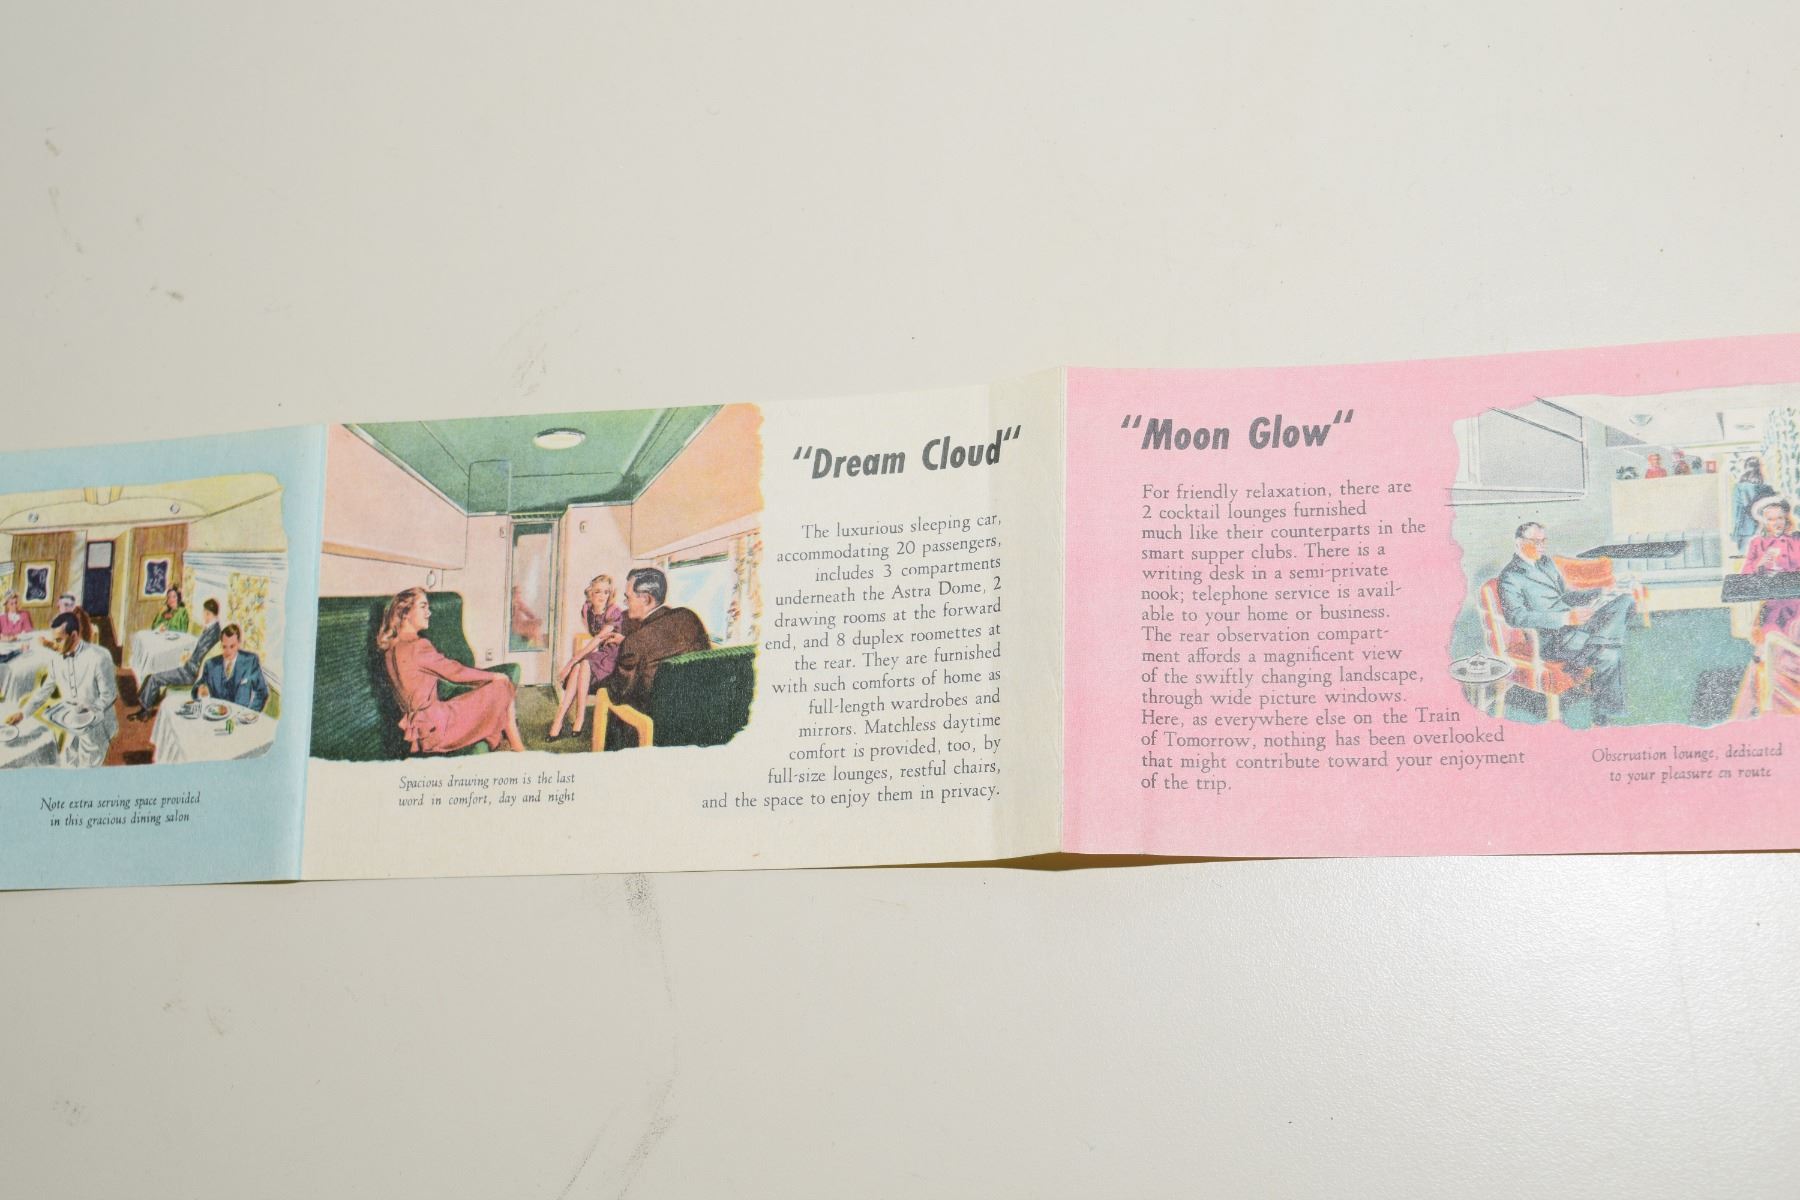 Note extra serving space provided
in this gracious dining salon
Spacious drawing room is the last
word in comfort, day and night
"Dream Cloud"
The luxurious sleeping car,
accommodating 20 passengers,
includes 3 compartments
underneath the Astra Dome, 2
drawing rooms at the forward
end, and 8 duplex roomettes at
the rear. They are furnished
with such comforts of home as
full-length wardrobes and
mirrors. Matchless daytime
comfort is provided, too, by
full-size lounges, restful chairs,
and the space to enjoy them in privacy.
"Moon Glow"
For friendly relaxation, there are
2 cocktail lounges furnished
much like their counterparts in the
smart supper clubs. There is a
writing desk in a semi-private
nook; telephone service is avail-
able to your home or business.
The rear observation compart-
ment affords a magnificent view
of the swiftly changing landscape,
through wide picture windows.
Here, as everywhere else on the Train
of Tomorrow, nothing has been overlooked
that might contribute toward your enjoyment
of the trip.
Observation lounge, dedicated
to your pleasure en route